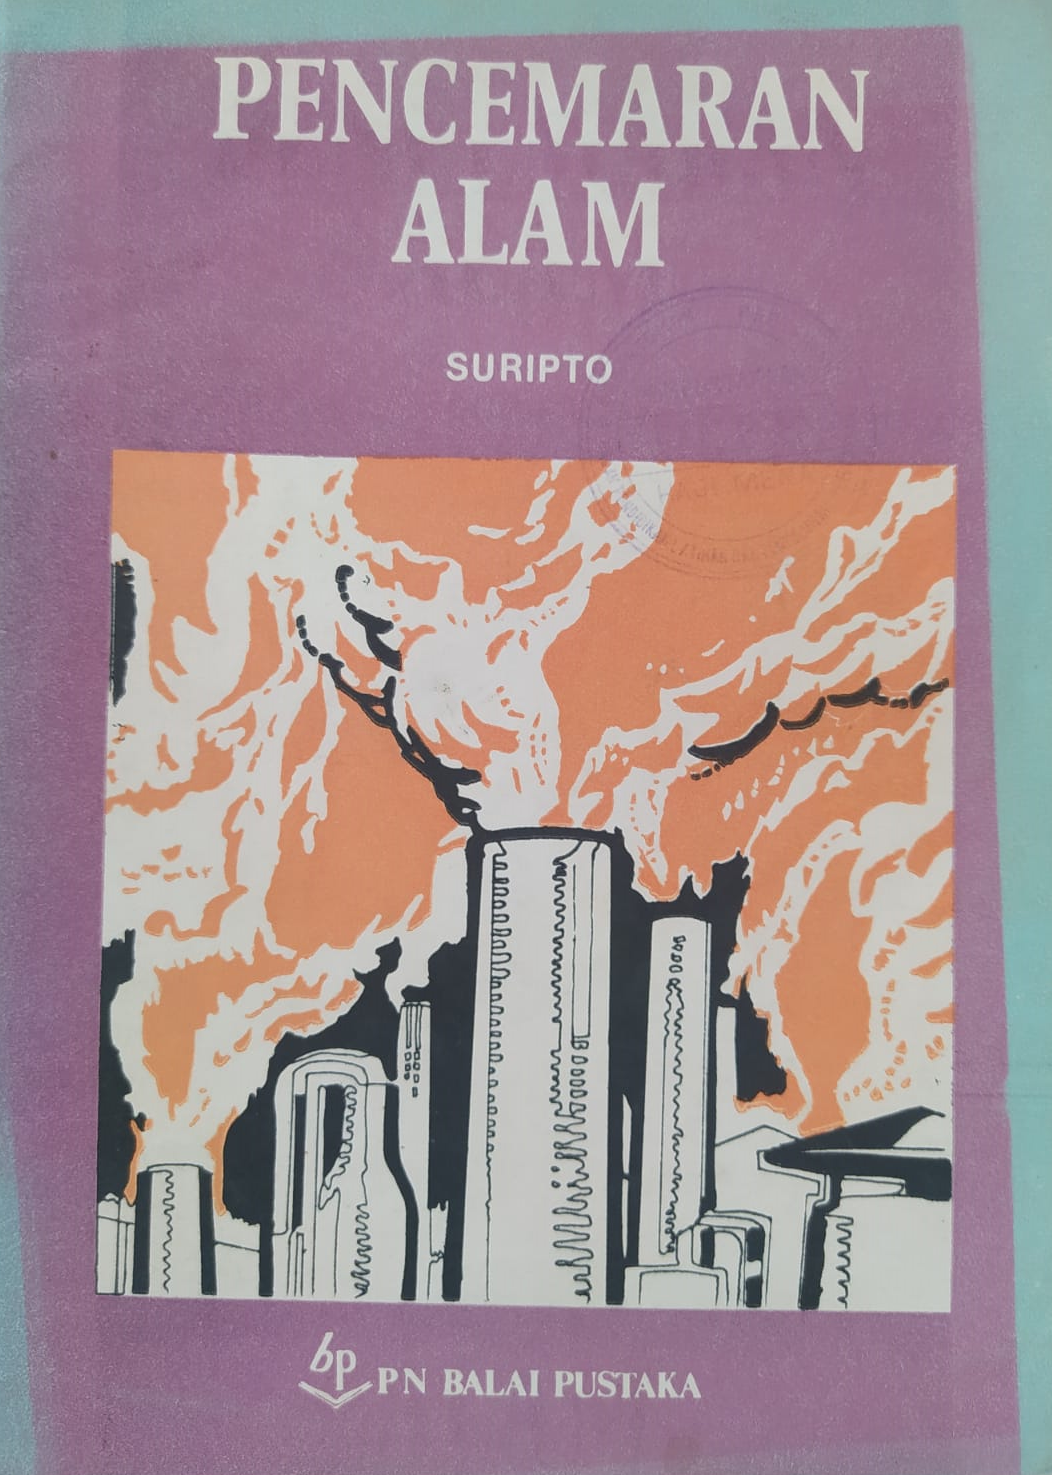 PENCEMARAN
ALAM
SURIPTO
bp PN BALAI PUSTAKA